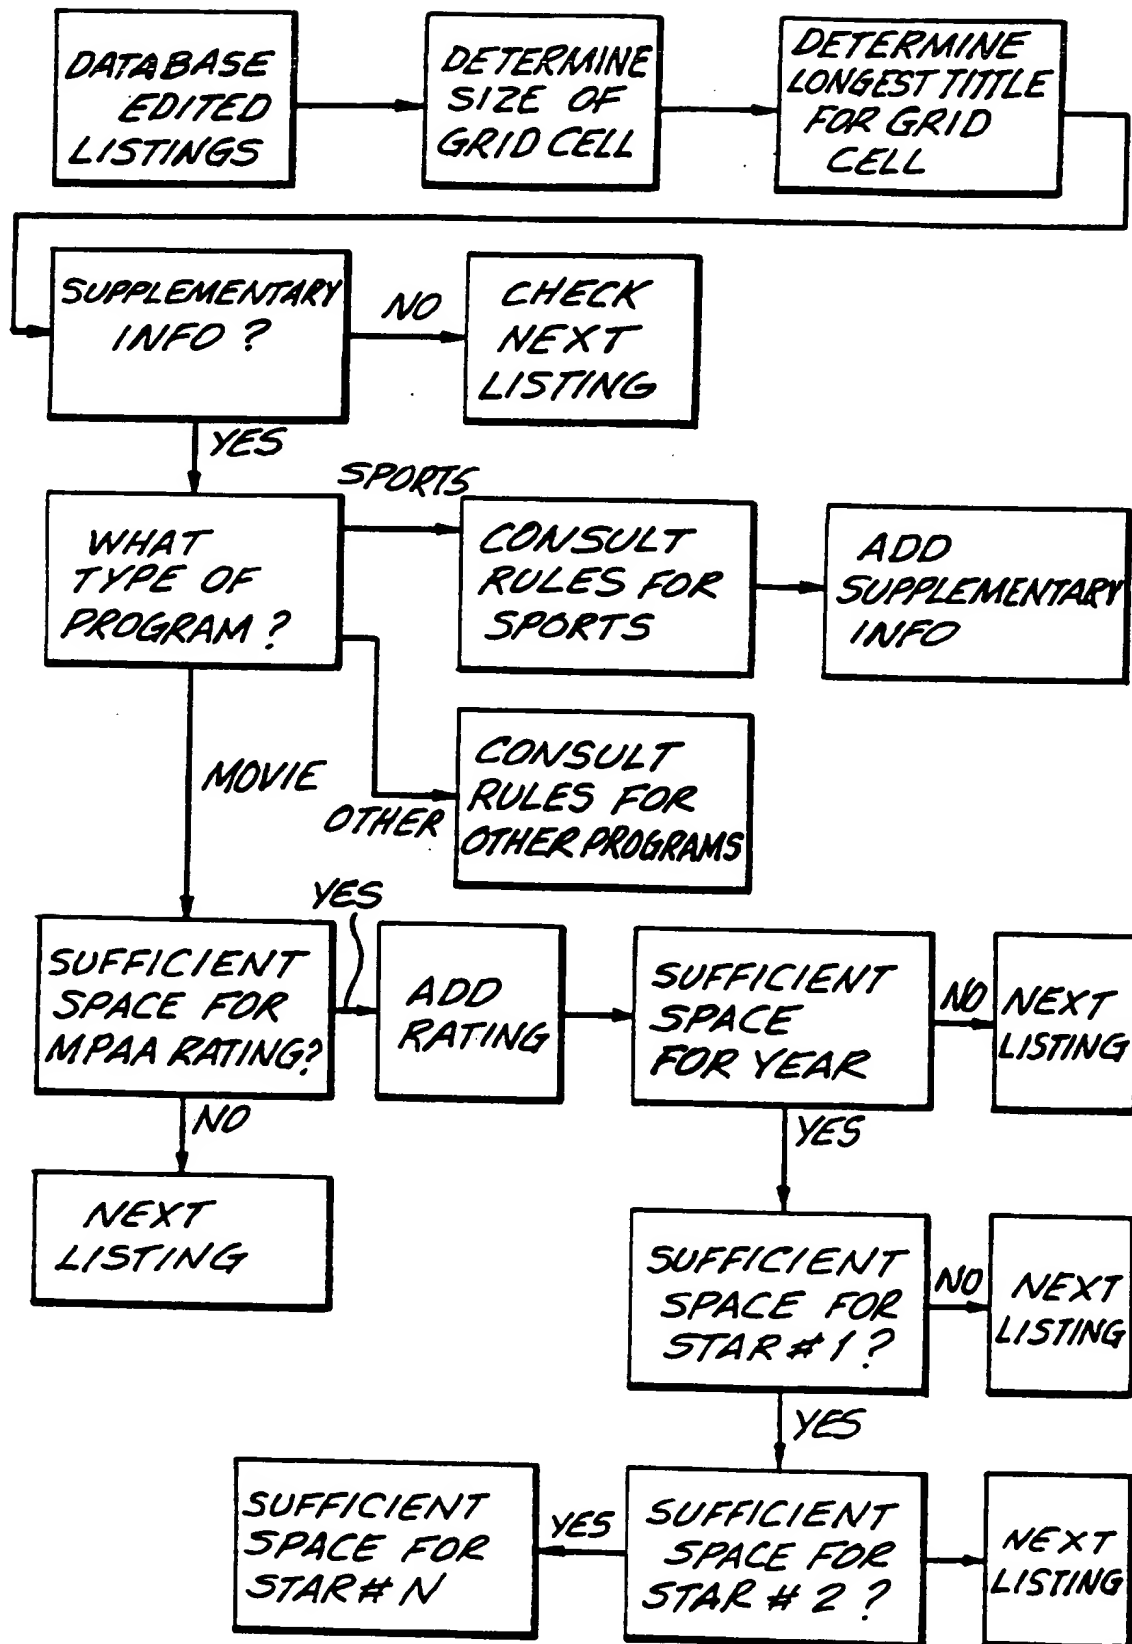 DATABASE
EDITED
LISTINGS
DETERMINE
SIZE OF
GRID CELL
DETERMINE
LONGEST TITTLE
FOR GRID
CELL
SUPPLEMENTARY
INFO ?
NO
CHECK
NEXT
LISTING
YES
WHAT
TYPE OF
PROGRAM ?
SPORTS
CONSULT
RULES FOR
SPORTS
ADD
SUPPLEMENTARY
INFO
MOVIE
OTHER
CONSULT
RULES FOR
OTHER PROGRAMS
SUFFICIENT
SPACE FOR
MPAA RATING?
YES
ADD
RATING
SUFFICIENT
SPACE
FOR YEAR
NO
NEXT
LISTING
NO
NEXT
LISTING
YES
SUFFICIENT
SPACE FOR
STAR # 1 ?
NO
NEXT
LISTING
YES
SUFFICIENT
SPACE FOR
STAR # 2 ?
NEXT
LISTING
YES
SUFFICIENT
SPACE FOR
STAR # N